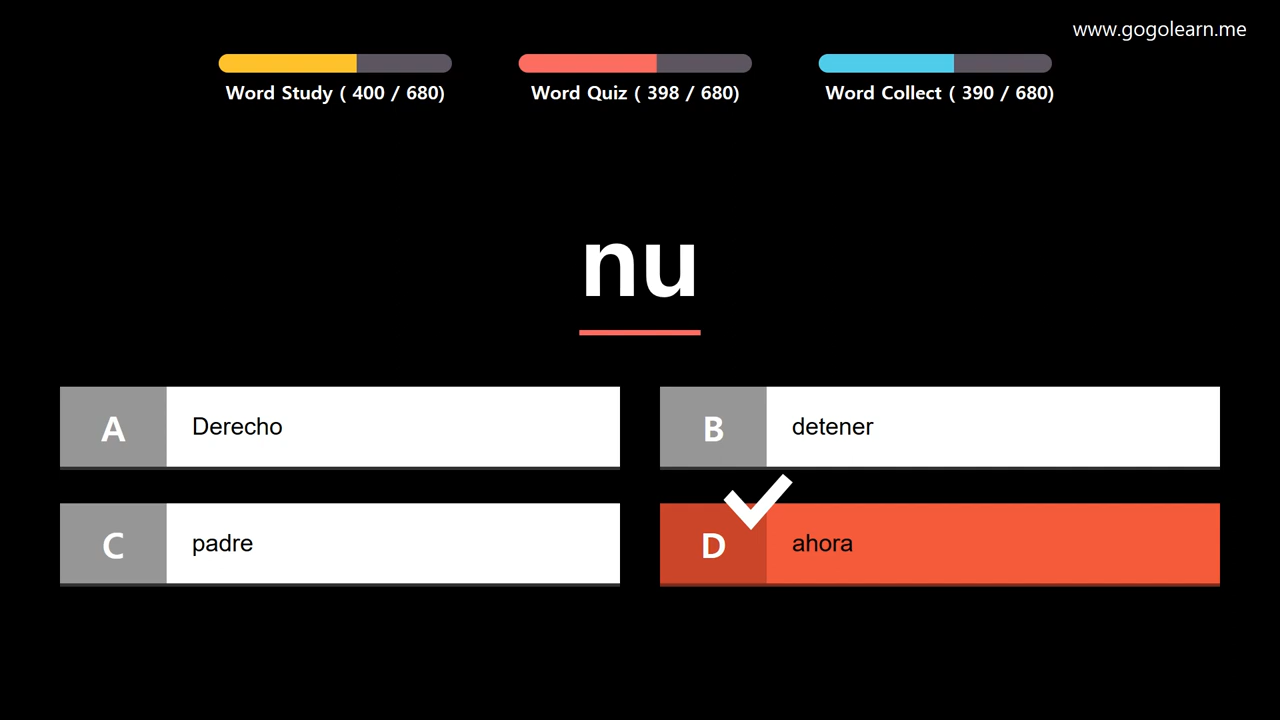 www.gogolearn.me
Word Study ( 400 / 680)
Word Quiz ( 398 / 680)
Word Collect ( 390 / 680)
nu
A Derecho
B detener
C padre
D ahora